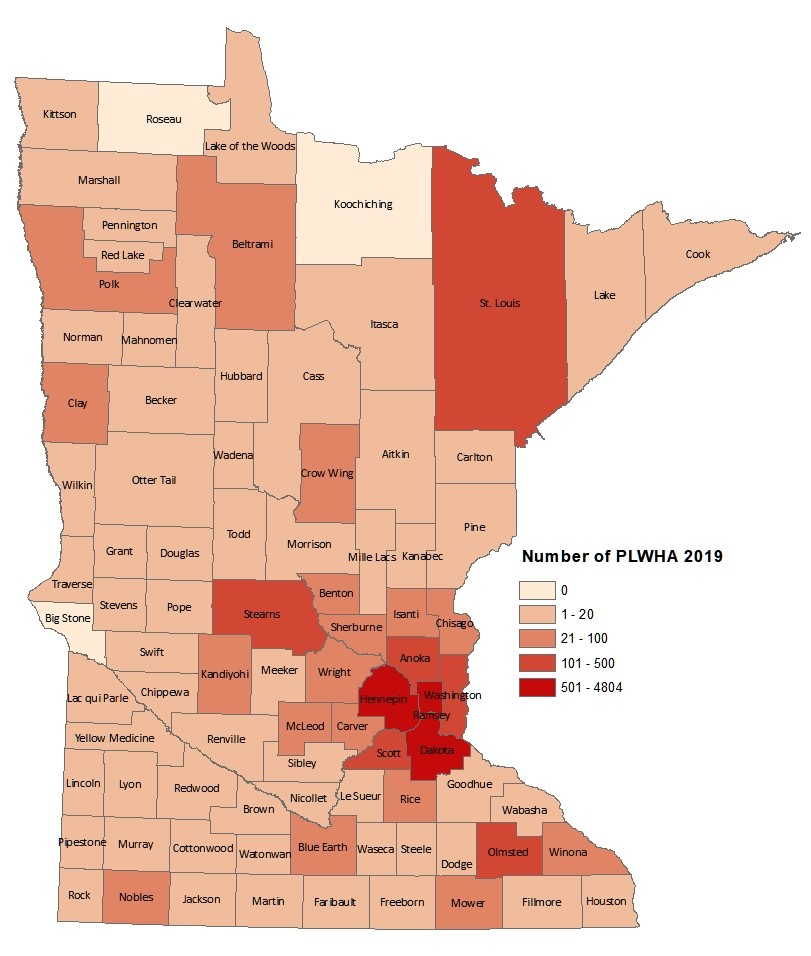 Kittson
Roseau
Lake of the Woods
Marshall
Koochiching
Pennington
Beltrami
Red Lake
Cook
Polk
Clearwater
St. Louis
Lake
Itasca
Norman
Mahnomen
Hubbard
Cass
Clay
Becker
Aitkin
Wadena
Carlton
Crow Wing
Otter Tail
Wilkin
Pine
Todd
Morrison
Mille Lacs
Kanabec
Grant
Douglas
Number of PLWHA 2019
0
1 - 20
21 - 100
101 - 500
501 - 4804
Traverse
Benton
Stevens
Pope
Stearns
Isanti
Big Stone
Sherburne
Chisago
Swift
Anoka
Kandiyohi
Meeker
Wright
Chippewa
Lac qui Parle
Hennepin
Washington
Ramsey
McLeod
Carver
Yellow Medicine
Renville
Scott
Dakota
Sibley
Lincoln
Lyon
Redwood
Goodhue
Nicollet
Le Sueur
Rice
Brown
Wabasha
Pipestone
Murray
Cottonwood
Watonwan
Blue Earth
Waseca
Steele
Dodge
Olmsted
Winona
Rock
Nobles
Jackson
Martin
Faribault
Freeborn
Mower
Fillmore
Houston